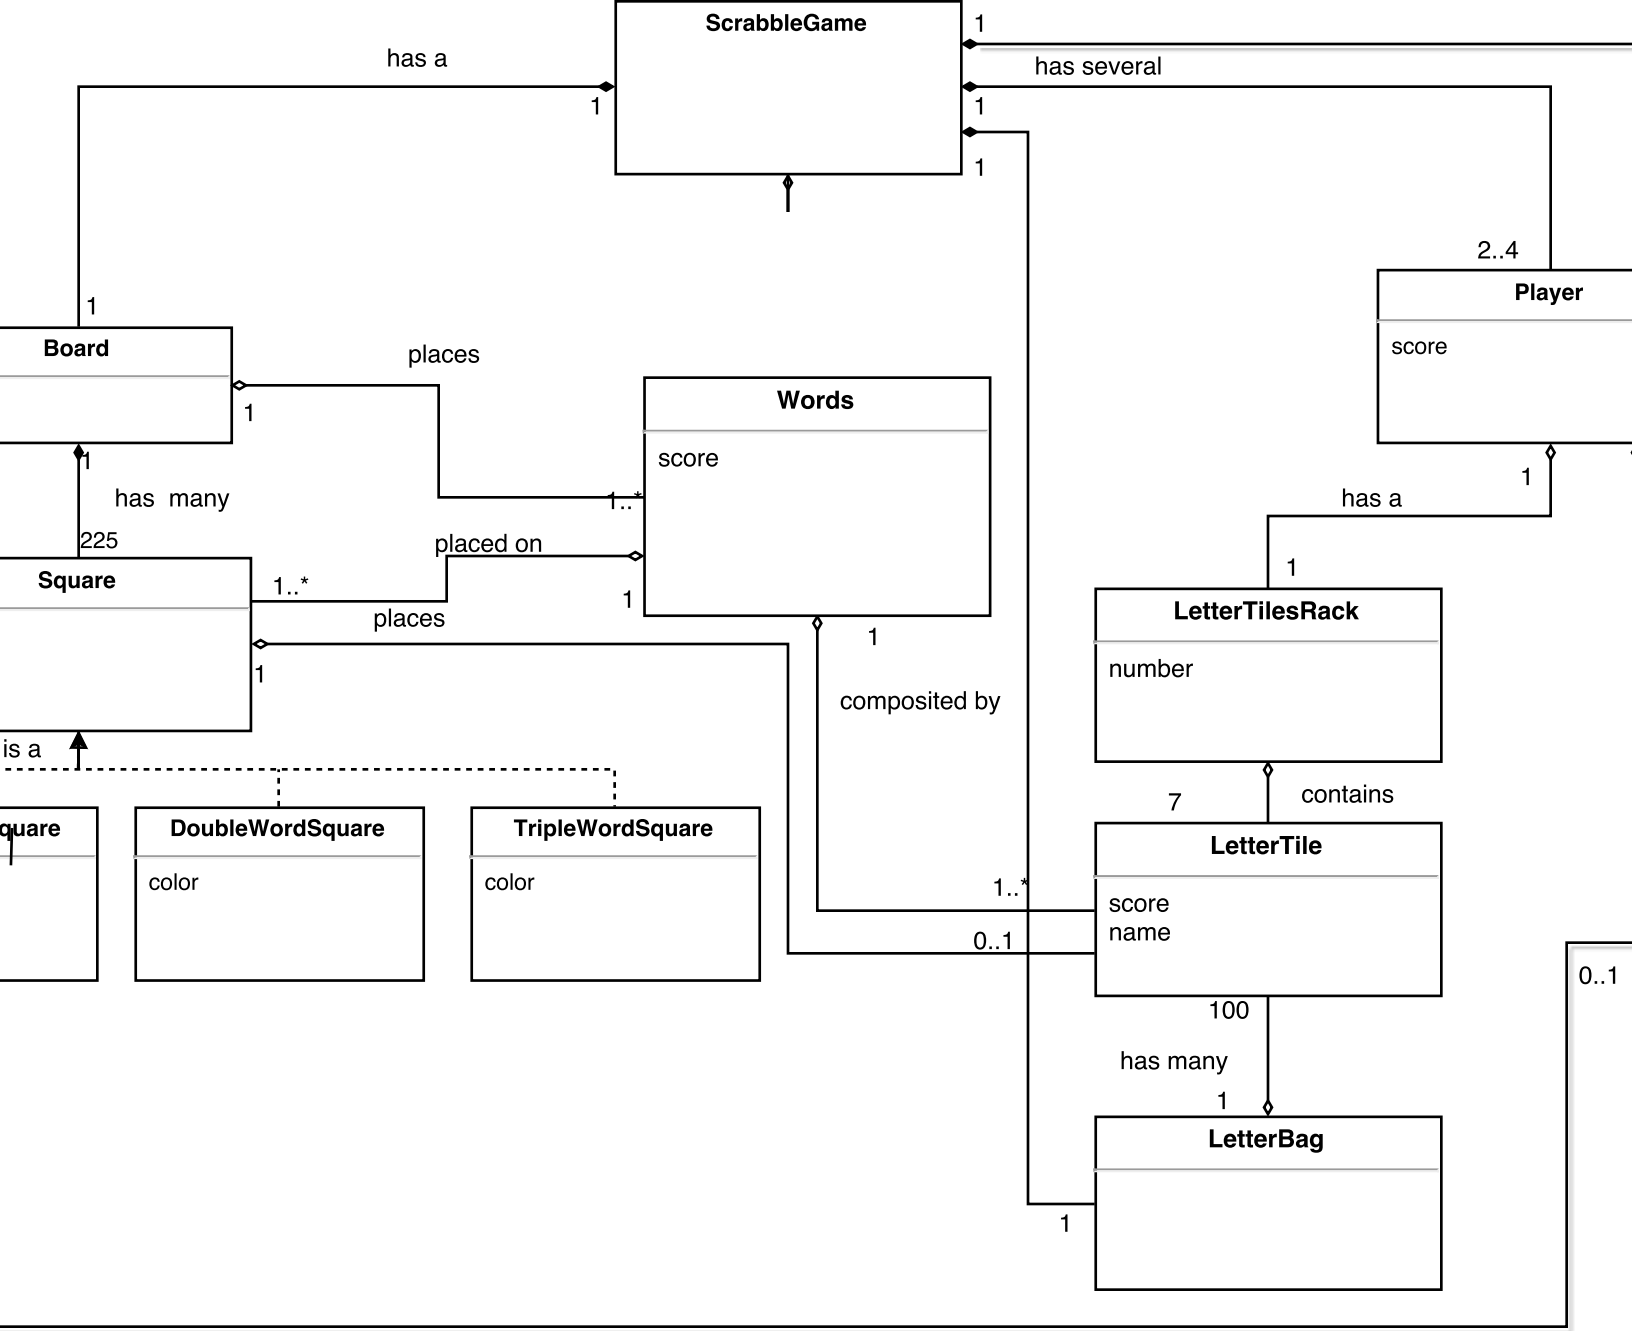 ScrabbleGame
1
has a
has several
1
1
1
2..4
Player
score
1
Board
places
1
Words
score
1..*
1
has  many
225
placed on
Square
1..*
1
places
1
1
composited by
1
has a
1
LetterTilesRack
number
7
contains
is a
quare
DoubleWordSquare
color
TripleWordSquare
color
LetterTile
score
name
1..*
0..1
100
has many
1
LetterBag
1
0..1